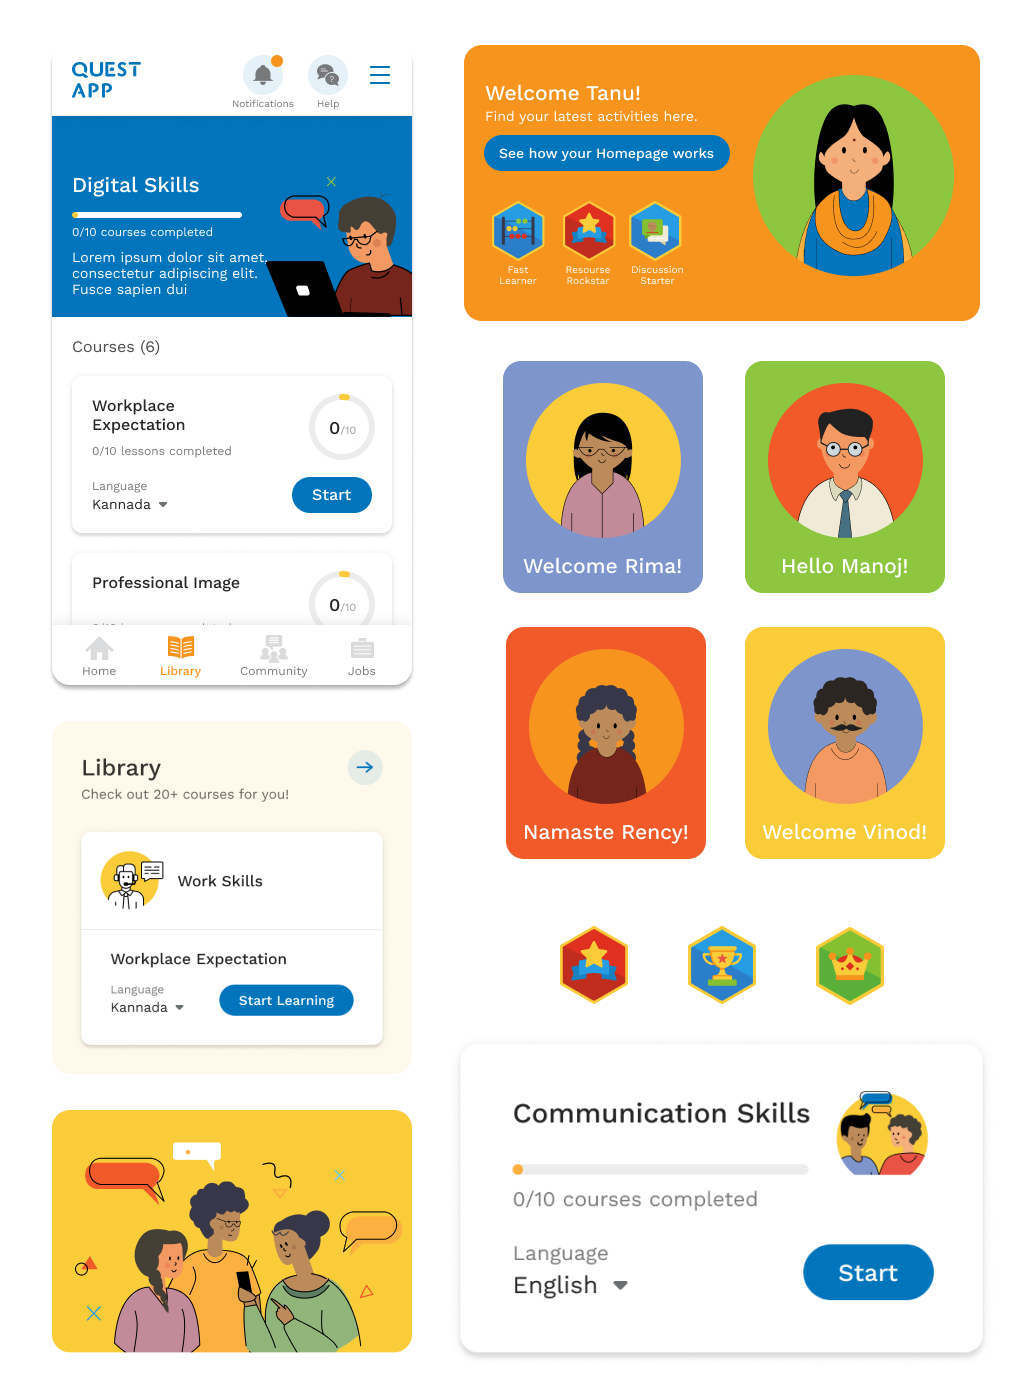 QUEST
APP
Notifications
Help
Digital Skills
0/10 courses completed
Lorem ipsum dolor sit amet,
consectetur adipiscing elit.
Fusce sapien dui
Courses (6)
Workplace
Expectation
0/10 lessons completed
0/10
Language
Kannada
Start
Professional Image
0/10
Home
Library
Community
Jobs
Library
Check out 20+ courses for you!
Work Skills
Workplace Expectation
Language
Kannada
Start Learning
Welcome Tanu!
Find your latest activities here.
See how your Homepage works
Fast
Learner
Resourse
Rockstar
Discussion
Starter
Welcome Rima!
Hello Manoj!
Namaste Rency!
Welcome Vinod!
Communication Skills
0/10 courses completed
Language
English
Start